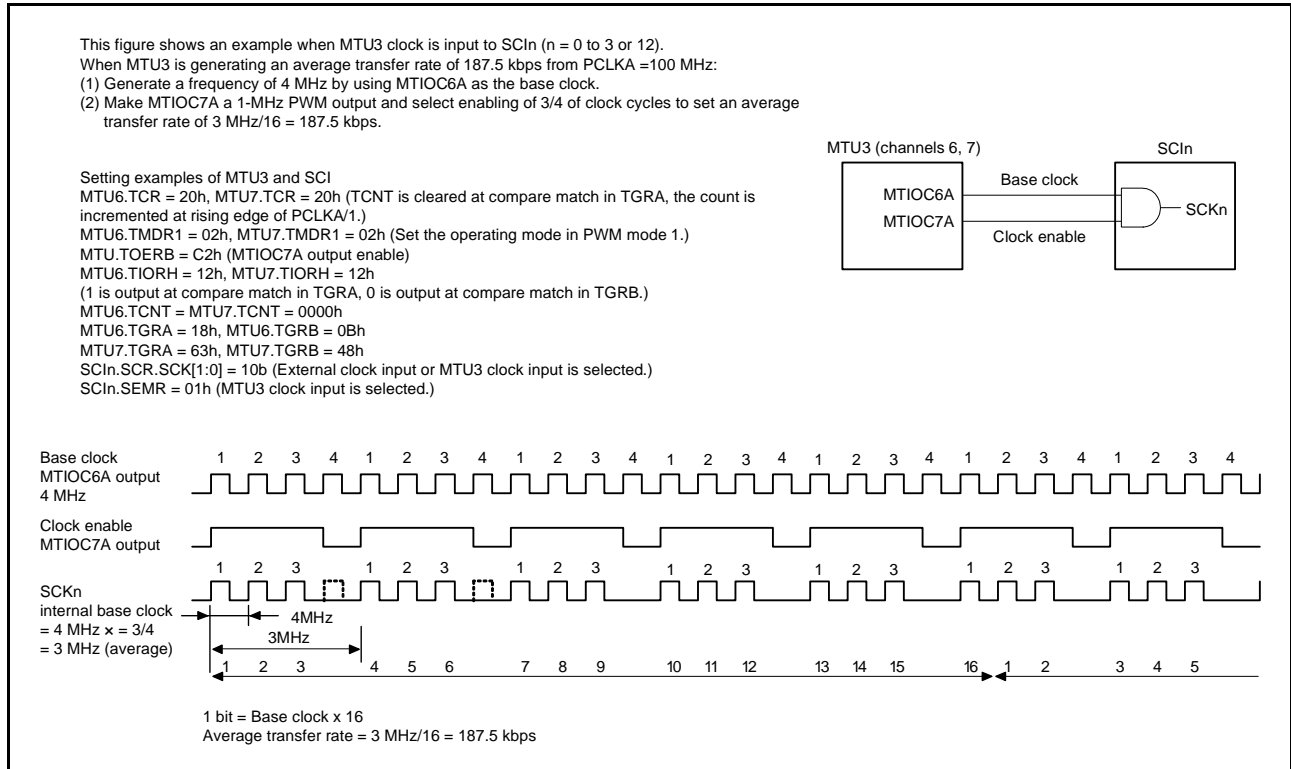 This figure shows an example when MTU3 clock is input to SCIn (n = 0 to 3 or 12).
When MTU3 is generating an average transfer rate of 187.5 kbps from PCLKA =100 MHz:
(1) Generate a frequency of 4 MHz by using MTIOC6A as the base clock.
(2) Make MTIOC7A a 1-MHz PWM output and select enabling of 3/4 of clock cycles to set an average
transfer rate of 3 MHz/16 = 187.5 kbps.
Setting examples of MTU3 and SCI
MTU6.TCR = 20h, MTU7.TCR = 20h (TCNT is cleared at compare match in TGRA, the count is
incremented at rising edge of PCLKA/1.)
MTU6.TMDR1 = 02h, MTU7.TMDR1 = 02h (Set the operating mode in PWM mode 1.)
MTU.TOERB = C2h (MTIOC7A output enable)
MTU6.TIORH = 12h, MTU7.TIORH = 12h
(1 is output at compare match in TGRA, 0 is output at compare match in TGRB.)
MTU6.TCNT = MTU7.TCNT = 0000h
MTU6.TGRA = 18h, MTU6.TGRB = 0Bh
MTU7.TGRA = 63h, MTU7.TGRB = 48h
SCIn.SCR.SCK[1:0] = 10b (External clock input or MTU3 clock input is selected.)
SCIn.SEMR = 01h (MTU3 clock input is selected.)
MTU3 (channels 6, 7)
SCIn
MTIOC6A
Base clock
MTIOC7A
Clock enable
SCKn
Base clock
MTIOC6A output
4 MHz
1 2 3 4 1 2 3 4 1 2 3 4 1 2 3 4 1 2 3 4 1 2 3 4 1 2 3 4
Clock enable
MTIOC7A output
1 2 3 1 2 3 1 2 3 1 2 3 1 2 3 1 2 3 1 2 3
SCKn
internal base clock
= 4 MHz × = 3/4
= 3 MHz (average)
4MHz
3MHz
1 2 3 4 5 6 7 8 9 10 11 12 13 14 15 16 1 2 3 4 5
1 bit = Base clock x 16
Average transfer rate = 3 MHz/16 = 187.5 kbps